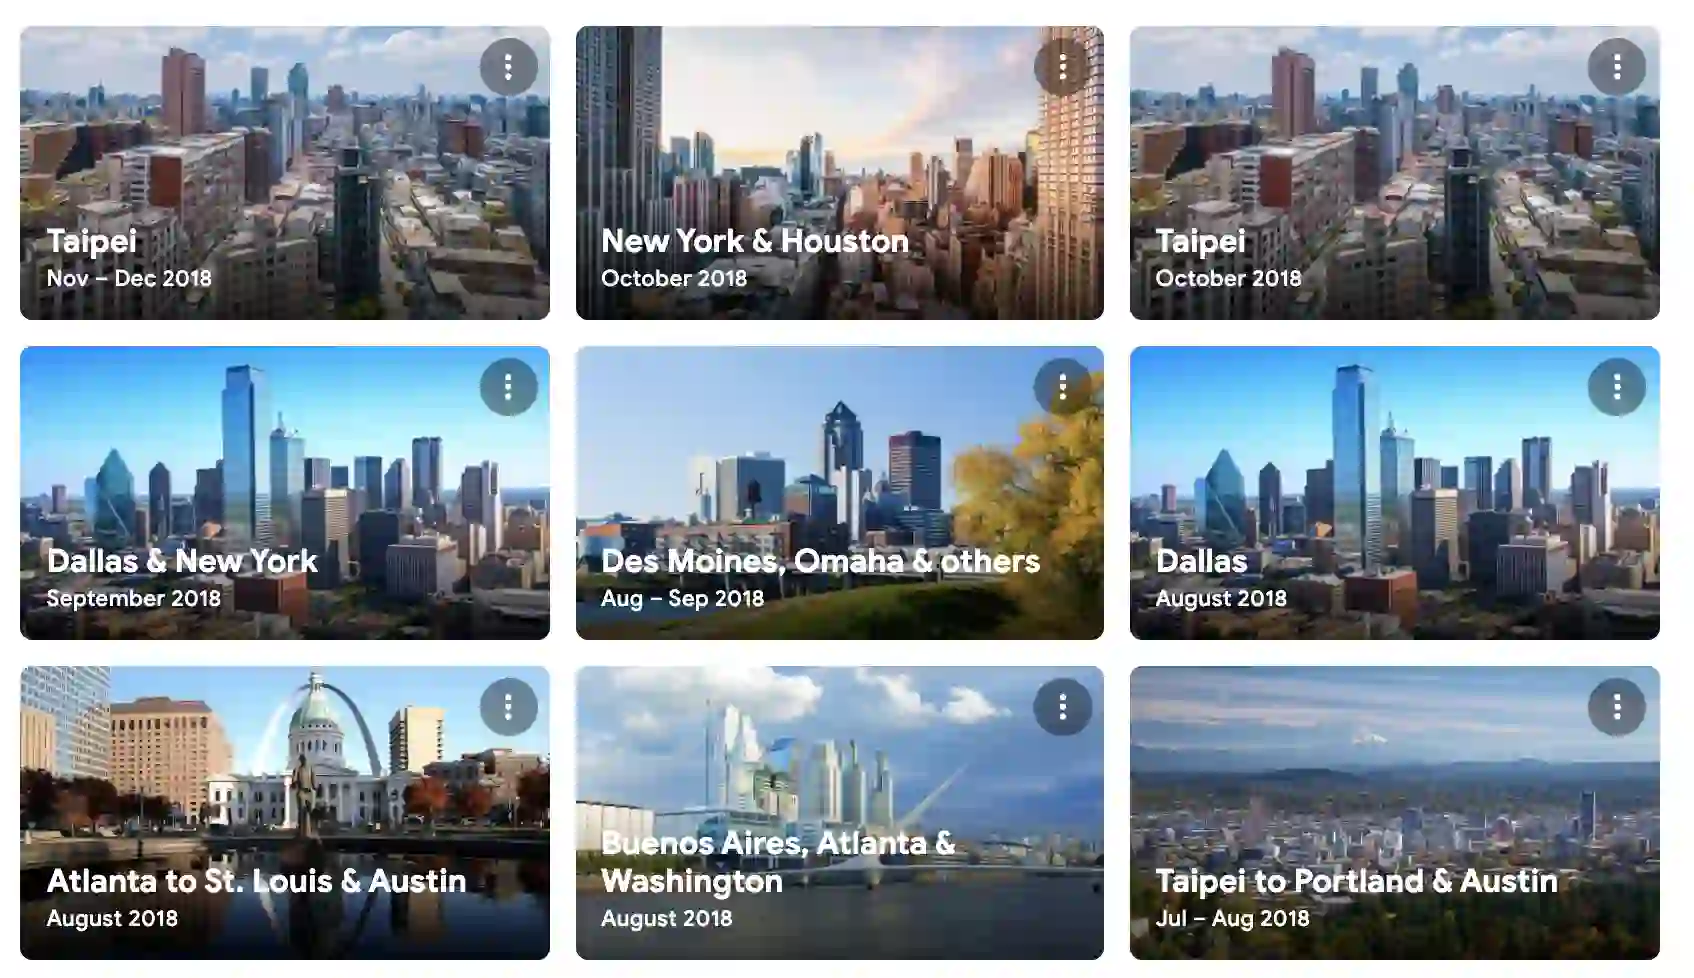 Taipei
Nov – Dec 2018
New York & Houston
October 2018
Taipei
October 2018
Dallas & New York
September 2018
Des Moines, Omaha & others
Aug – Sep 2018
Dallas
August 2018
Atlanta to St. Louis & Austin
August 2018
Buenos Aires, Atlanta &
Washington
August 2018
Taipei to Portland & Austin
Jul – Aug 2018